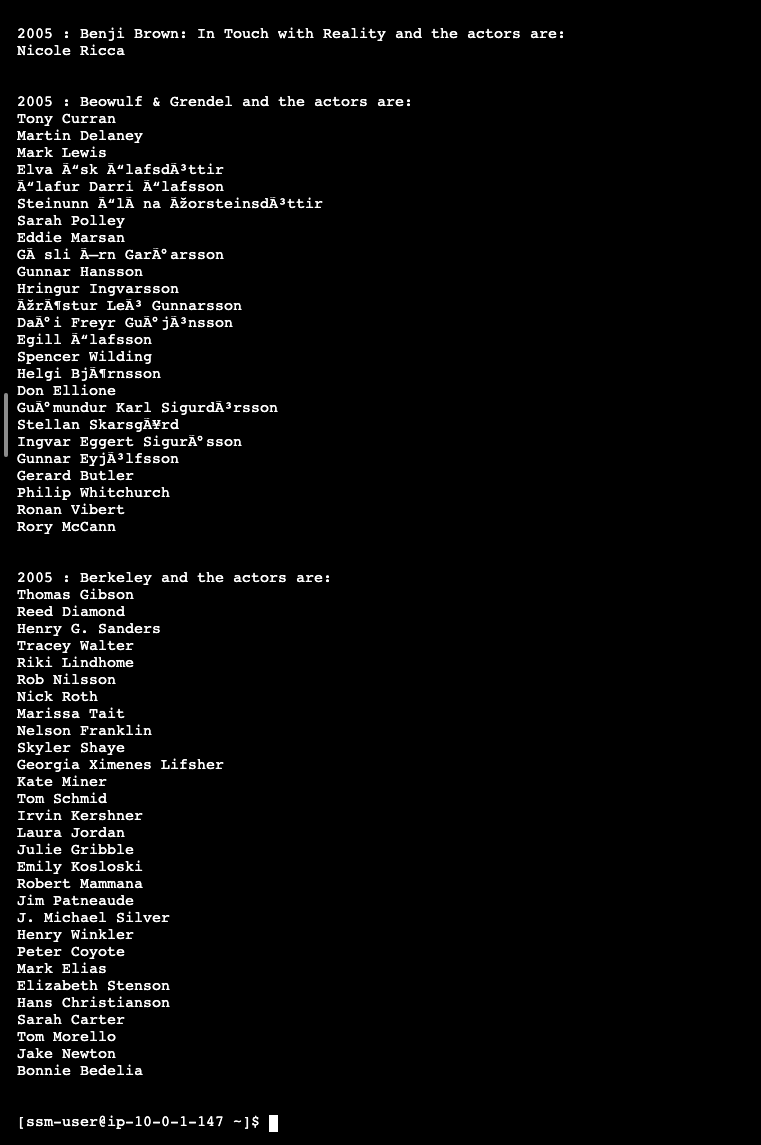 2005 : Benji Brown: In Touch with Reality and the actors are:
Nicole Ricca
2005 : Beowulf & Grendel and the actors are:
Tony Curran
Martin Delaney
Mark Lewis
Elva Ã“sk Ã“lafsdÃ³ttir
Ã“lafur Darri Ã“lafsson
Steinunn Ã“lÃ­na ÃžorsteinsdÃ³ttir
Sarah Polley
Eddie Marsan
GÃ­sli Ã–rn GarÃ°arsson
Gunnar Hansson
Hringur Ingvarsson
ÃžrÃ¶stur LeÃ³ Gunnarsson
DaÃ°i Freyr GuÃ°jÃ³nsson
Egill Ã“lafsson
Spencer Wilding
Helgi BjÃ¶rnsson
Don Ellione
GuÃ°mundur Karl SigurdÃ³rsson
Stellan SkarsgÃ¥rd
Ingvar Eggert SigurÃ°sson
Gunnar EyjÃ³lfsson
Gerard Butler
Philip Whitchurch
Ronan Vibert
Rory McCann
2005 : Berkeley and the actors are:
Thomas Gibson
Reed Diamond
Henry G. Sanders
Tracey Walter
Riki Lindhome
Rob Nilsson
Nick Roth
Marissa Tait
Nelson Franklin
Skyler Shaye
Georgia Ximenes Lifsher
Kate Miner
Tom Schmid
Irvin Kershner
Laura Jordan
Julie Gribble
Emily Kosloski
Robert Mammana
Jim Patneaude
J. Michael Silver
Henry Winkler
Peter Coyote
Mark Elias
Elizabeth Stenson
Hans Christianson
Sarah Carter
Tom Morello
Jake Newton
Bonnie Bedelia
[ssm-user@ip-10-0-1-147 ~]$